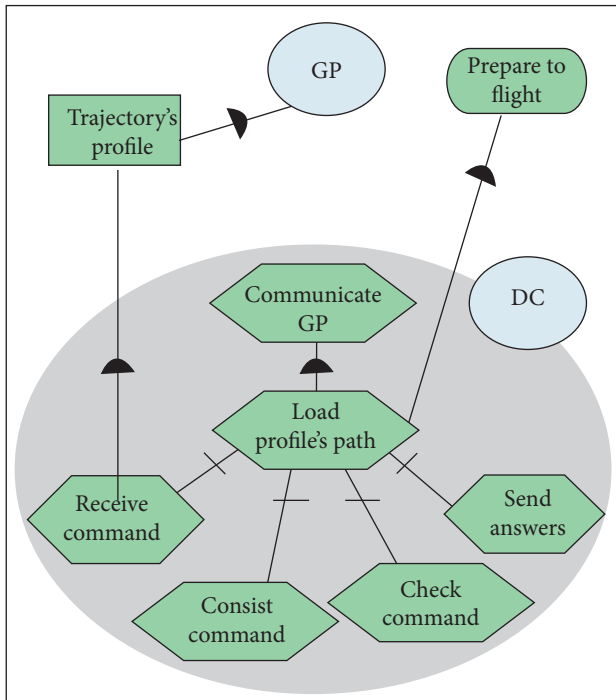 GP
Prepare to
flight
Trajectory's
profile
DC
Communicate
GP
Load
profile's path
Receive
command
Send
answers
Consist
command
Check
command